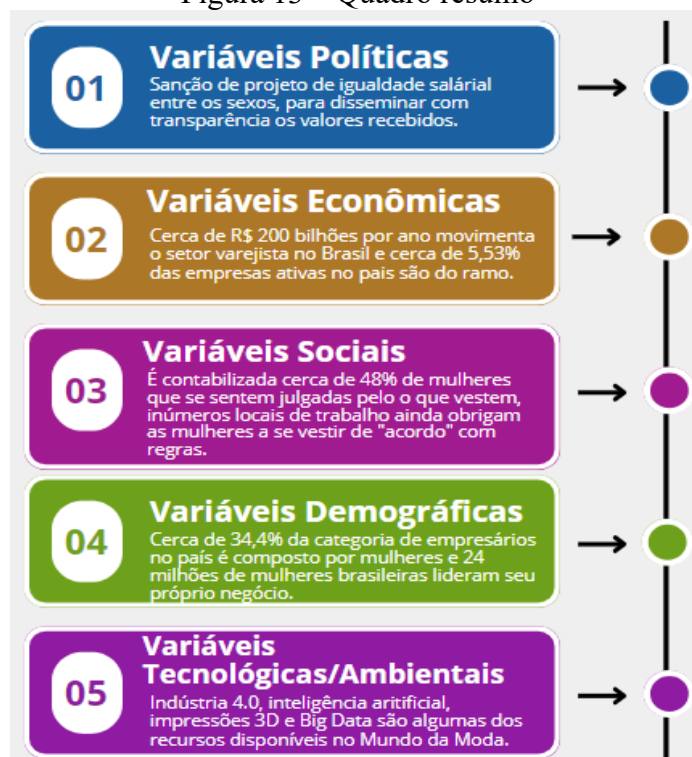 Figura 13 – Quadro resumo
01
Variáveis Políticas
Sanção de projeto de igualdade salárial
entre os sexos, para disseminar com
transparência os valores recebidos.
02
Variáveis Econômicas
Cerca de R$ 200 bilhões por ano movimenta
o setor varejista no Brasil e cerca de 5,53%
das empresas ativas no pais são do ramo.
03
Variáveis Sociais
É contabilizada cerca de 48% de mulheres
que se sentem julgadas pelo o que vestem,
inúmeros locais de trabalho ainda obrigam
as mulheres a se vestir de "acordo" com
regras.
04
Variáveis Demográficas
Cerca de 34,4% da categoria de empresários
no país é composto por mulheres e 24
milhões de mulheres brasileiras lideram seu
próprio negócio.
05
Variáveis
Tecnológicas/Ambientais
Indústria 4.0, inteligência aritificial,
impressões 3D e Big Data são algumas dos
recursos disponíveis no Mundo da Moda.